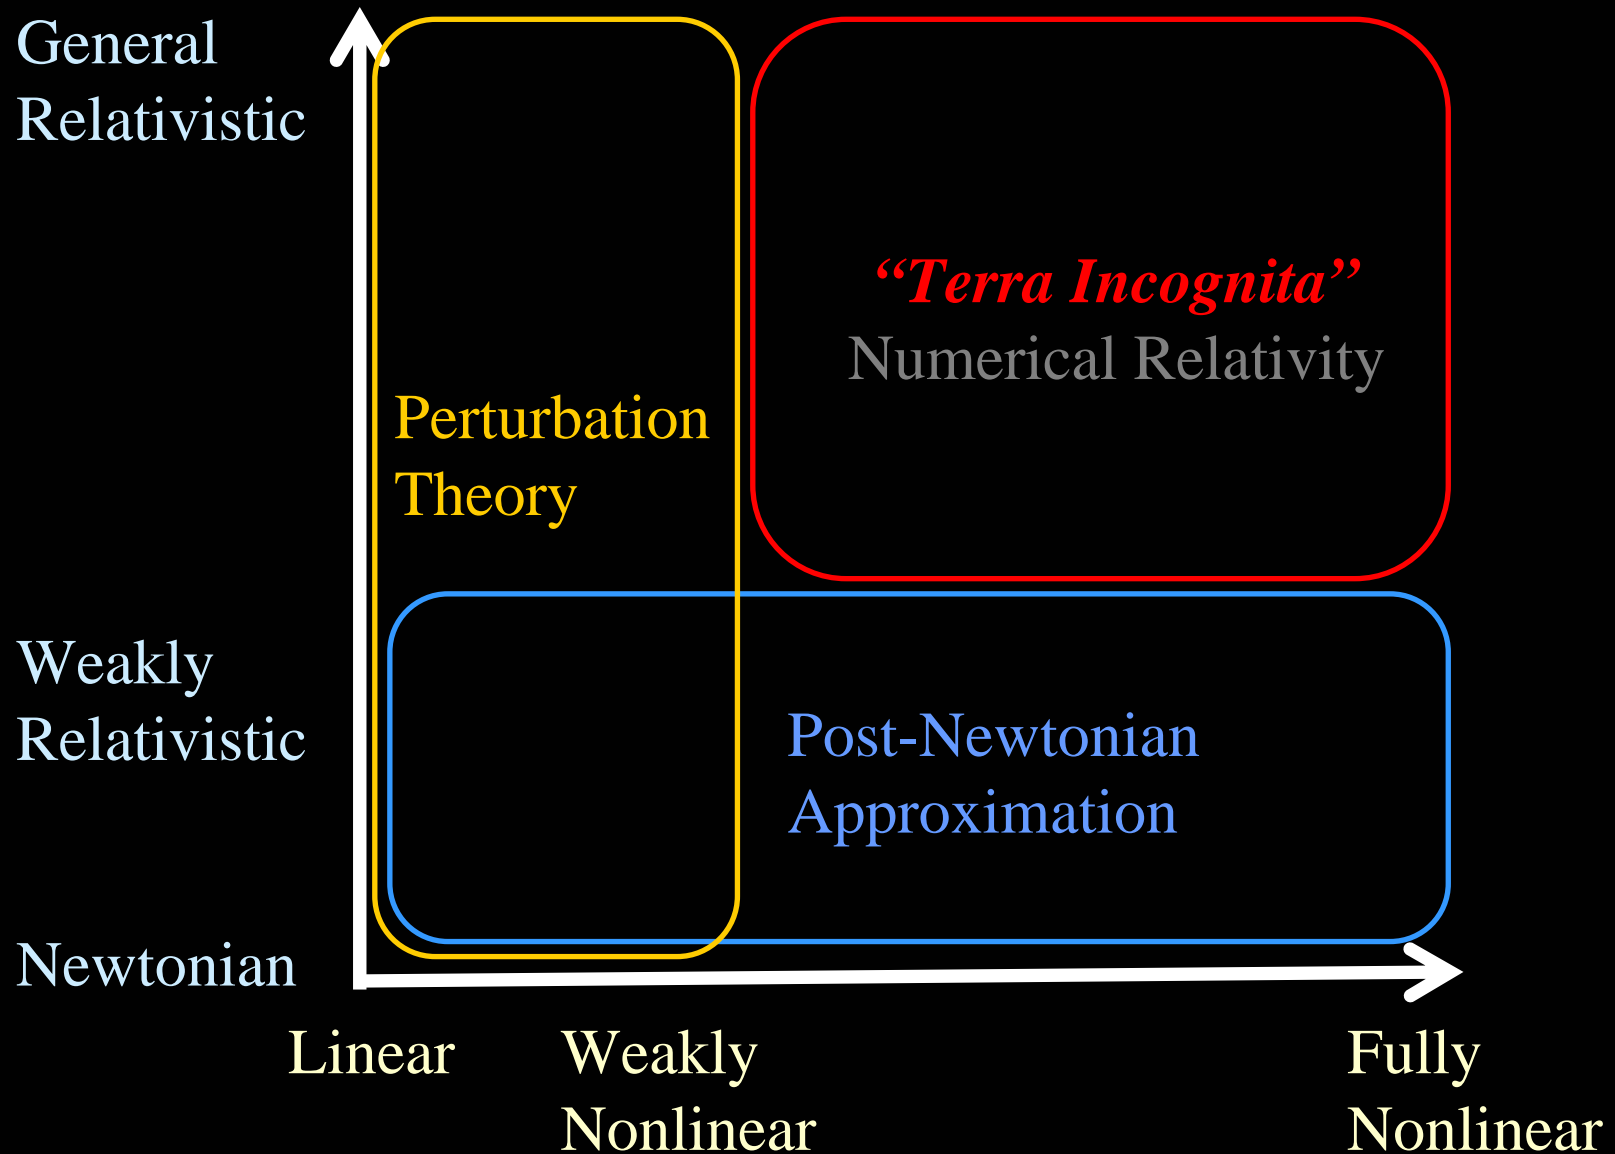 General
Relativistic
“Terra Incognita”
Numerical Relativity
Perturbation
Theory
Weakly
Relativistic
Post-Newtonian
Approximation
Newtonian
Linear
Weakly
Nonlinear
Fully
Nonlinear